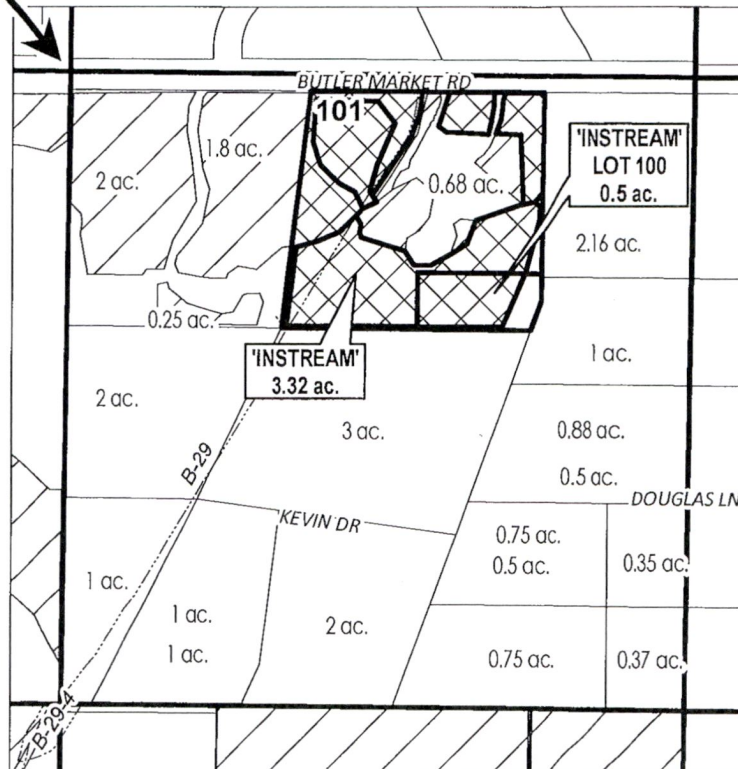 BUTLER MARKET RD
101
'INSTREAM'
LOT 100
0.5 ac.
1.8 ac.
2 ac.
0.68 ac.
2.16 ac.
0.25 ac.
'INSTREAM'
3.32 ac.
1 ac.
2 ac.
3 ac.
0.88 ac.
0.5 ac.
B-29
KEVIN DR
DOUGLAS LN
0.75 ac.
0.5 ac.
0.35 ac.
1 ac.
1 ac.
1 ac.
2 ac.
0.75 ac.
0.37 ac.
B-29-4